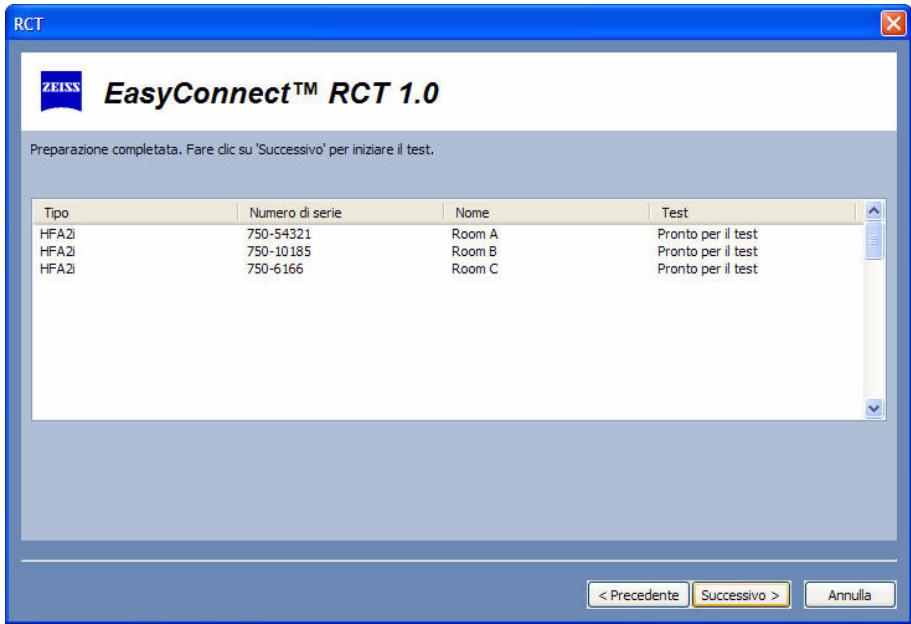 RCT
ZEISS
EasyConnect™ RCT 1.0
Preparazione completata. Fare clic su 'Successivo' per iniziare il test.
Tipo Numero di serie Nome Test
HFA2i 750-54321 Room A Pronto per il test
HFA2i 750-10185 Room B Pronto per il test
HFA2i 750-6166 Room C Pronto per il test
< Precedente Successivo > Annulla